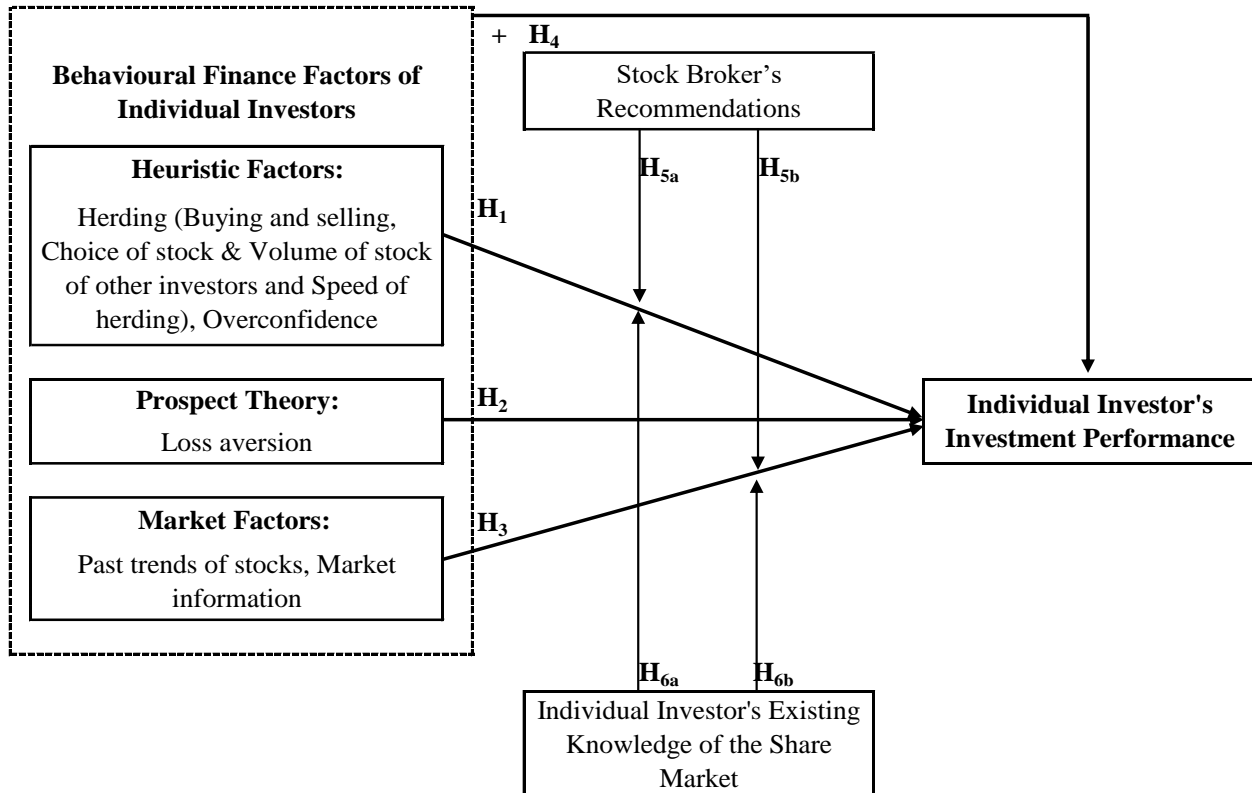 + H4
Behavioural Finance Factors of
Individual Investors
Stock Broker’s
Recommendations
Heuristic Factors:
Herding (Buying and selling,
Choice of stock & Volume of stock
of other investors and Speed of
herding), Overconfidence
H5a
H5b
H1
Prospect Theory:
Loss aversion
H2
Individual Investor's
Investment Performance
Market Factors:
Past trends of stocks, Market
information
H3
H6a
H6b
Individual Investor's Existing
Knowledge of the Share
Market